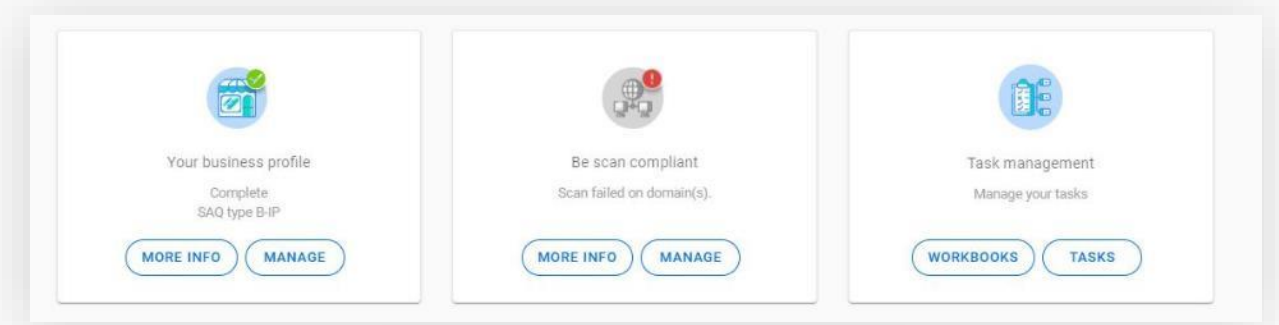 Your business profile
Complete
SAQ type B-IP
MORE INFO
MANAGE
Be scan compliant
Scan failed on domain(s).
MORE INFO
MANAGE
Task management
Manage your tasks
WORKBOOKS
TASKS